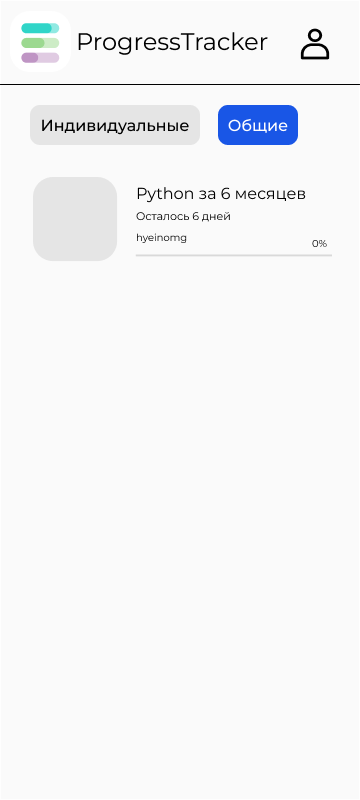 ProgressTracker
Индивидуальные
Общие
Python за 6 месяцев
Осталось 6 дней
hyeinomg
0%